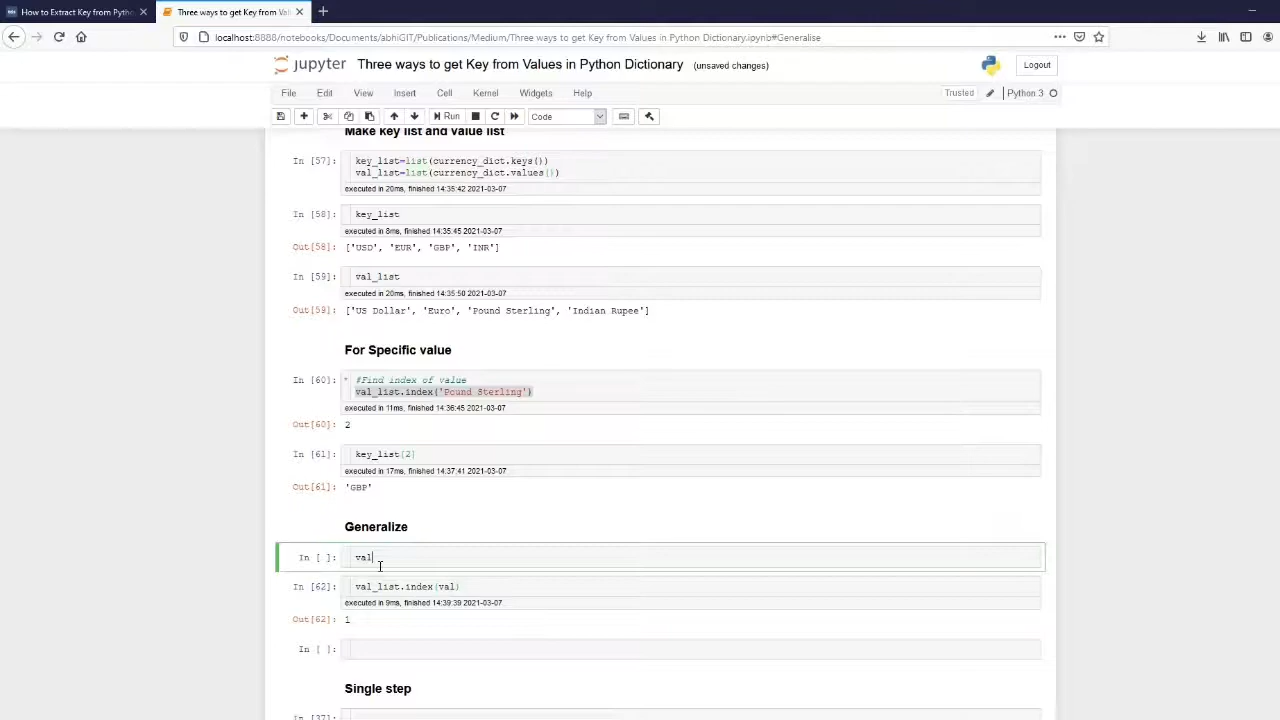 How to Extract Key from Pytho
Three ways to get Key from Val
localhost:8888/notebooks/Documents/abhiGIT/Publications/Medium/Three ways to get Key from Values in Python Dictionary.ipynb#Generalise
jupyter Three ways to get Key from Values in Python Dictionary (unsaved changes)
Logout
File Edit View Insert Cell Kernel Widgets Help
Trusted
Python 3
Run
Code
Make key list and value list
In [57]: key_list=list(currency_dict.keys())
val_list=list(currency_dict.values())
executed in 20ms, finished 14:35:42 2021-03-07
In [58]: key_list
executed in 8ms, finished 14:35:45 2021-03-07
Out[58]: ['USD', 'EUR', 'GBP', 'INR']
In [59]: val_list
executed in 20ms, finished 14:35:50 2021-03-07
Out[59]: ['US Dollar', 'Euro', 'Pound Sterling', 'Indian Rupee']
For Specific value
In [60]: #Find index of value
val_list.index('Pound Sterling')
executed in 11ms, finished 14:36:45 2021-03-07
Out[60]: 2
In [61]: key_list[2]
executed in 17ms, finished 14:37:41 2021-03-07
Out[61]: 'GBP'
Generalize
In [ ]: val
In [62]: val_list.index(val)
executed in 9ms, finished 14:39:39 2021-03-07
Out[62]: 1
In [ ]:
Single step
In [37]: